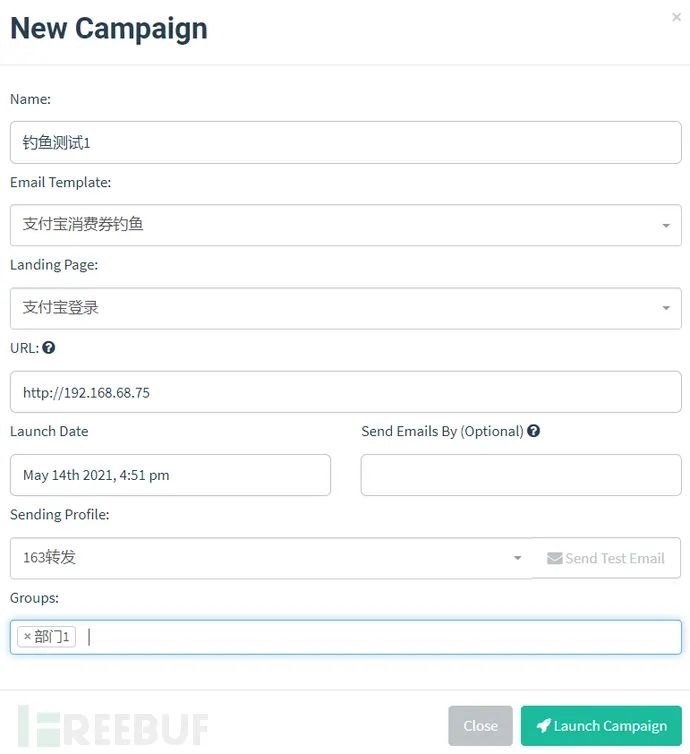 New Campaign
×
Name:
钓鱼测试1
Email Template:
支付宝消费券钓鱼
Landing Page:
支付宝登录
URL:
http://192.168.68.75
Launch Date
Send Emails By (Optional)
May 14th 2021, 4:51 pm
Sending Profile:
163转发
Send Test Email
Groups:
× 部门1
FREEBUF
Close
Launch Campaign